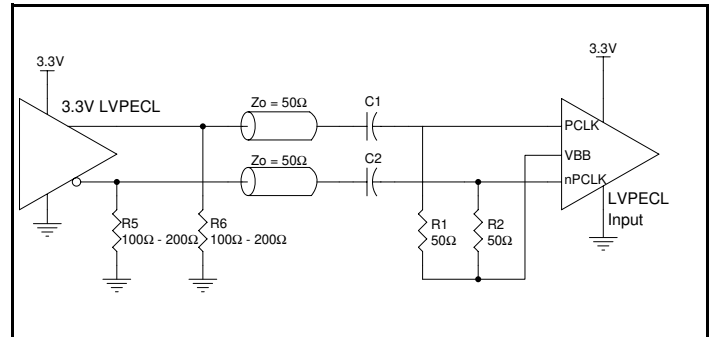 3.3V
3.3V
3.3V LVPECL
Zo = 50Ω
C1
PCLK
VBB
Zo = 50Ω
C2
nPCLK
LVPECL
Input
R5
100Ω - 200Ω
R6
100Ω - 200Ω
R1
50Ω
R2
50Ω